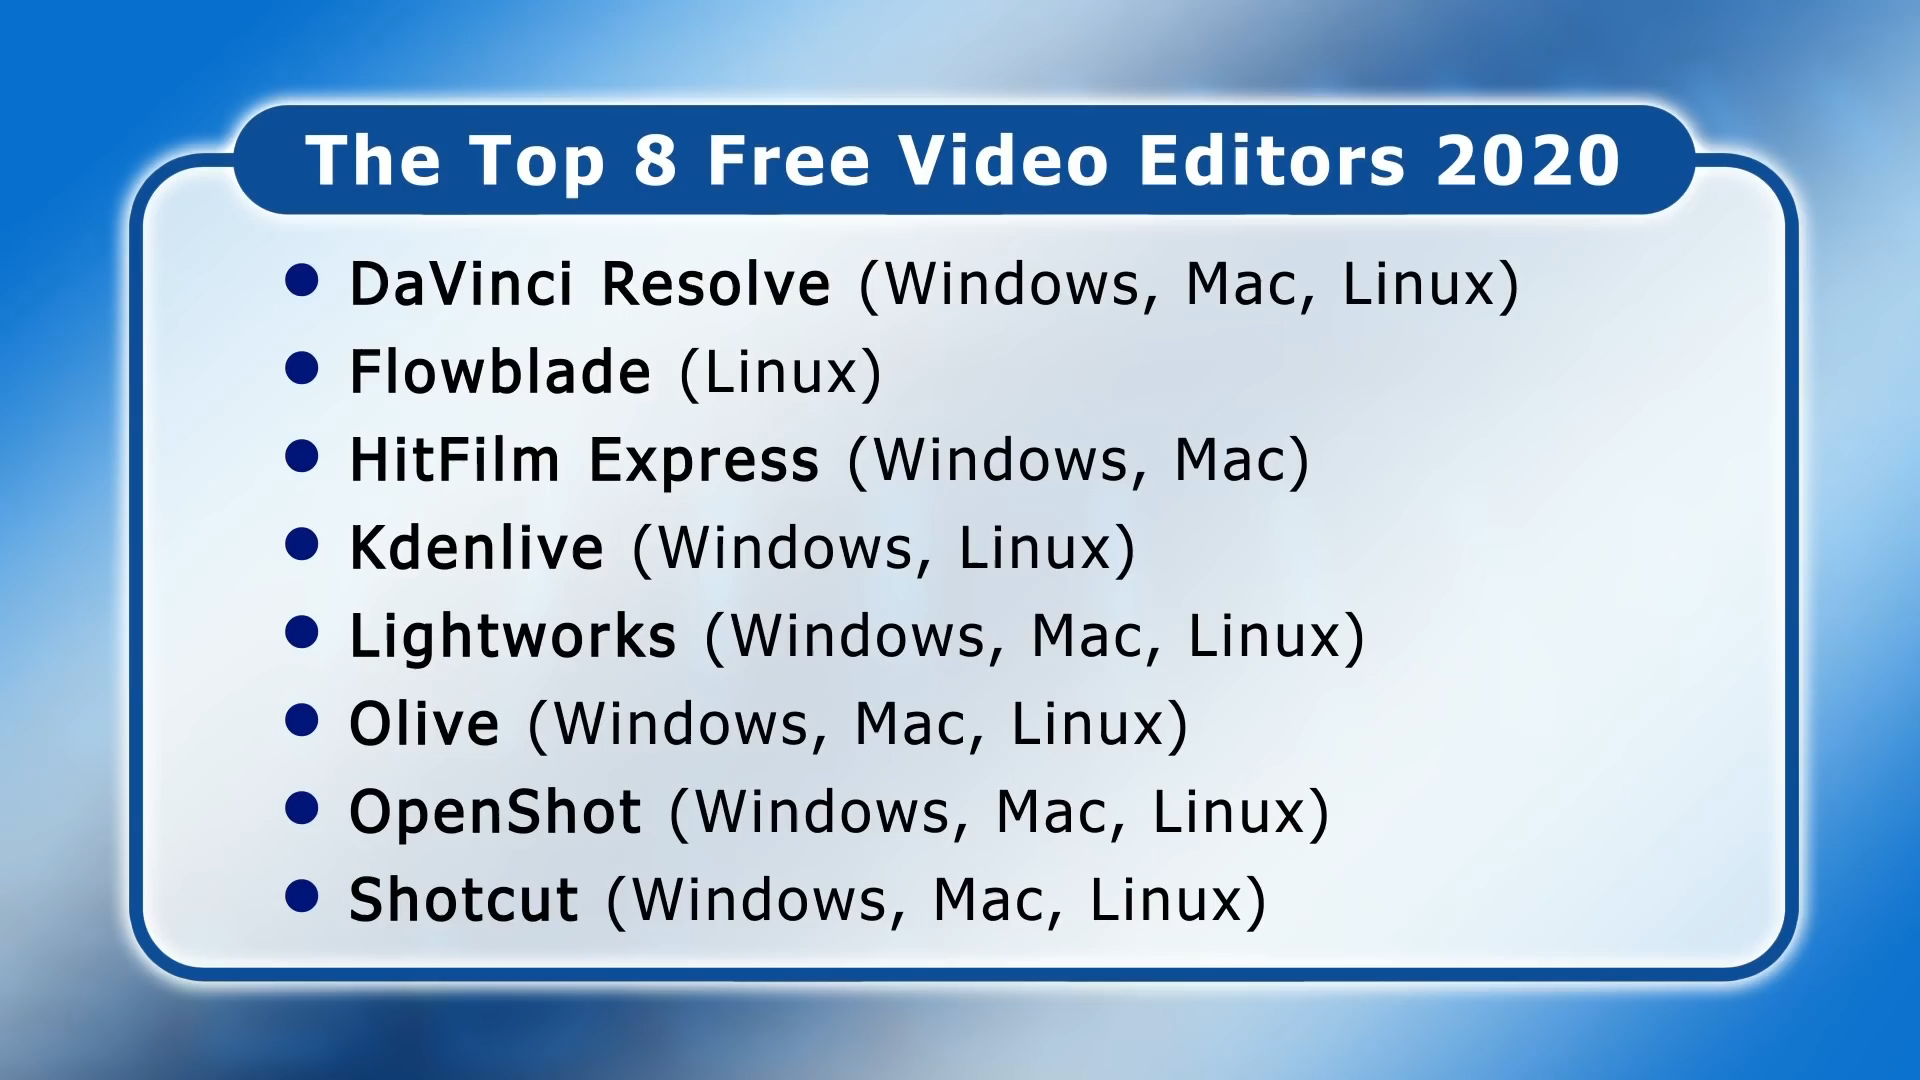 The Top 8 Free Video Editors 2020
● DaVinci Resolve (Windows, Mac, Linux)
● Flowblade (Linux)
● HitFilm Express (Windows, Mac)
● Kdenlive (Windows, Linux)
● Lightworks (Windows, Mac, Linux)
● Olive (Windows, Mac, Linux)
● OpenShot (Windows, Mac, Linux)
● Shotcut (Windows, Mac, Linux)